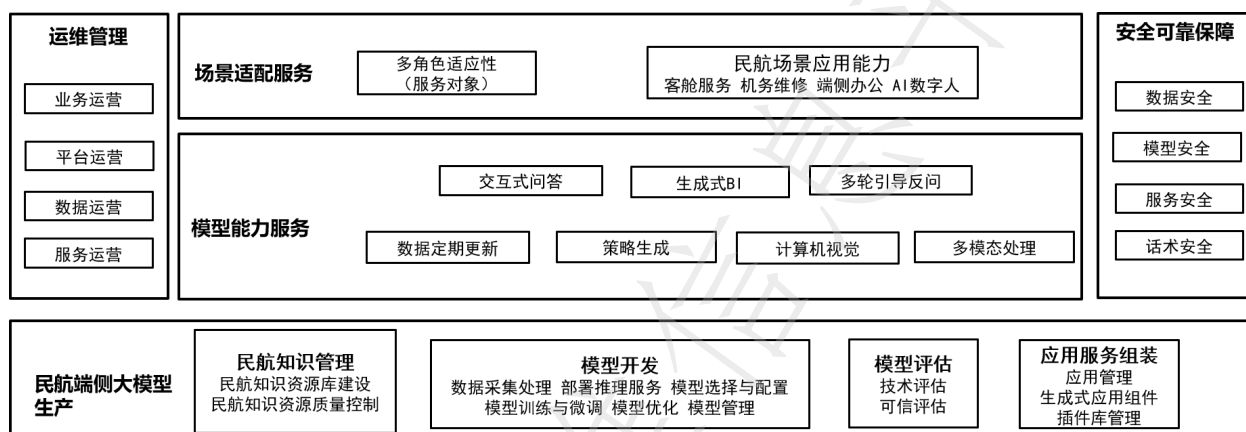 运维管理
业务运营
平台运营
数据运营
服务运营
场景适配服务
多角色适应性
（服务对象）
民航场景应用能力
客舱服务 机务维修 端侧办公 AI数字人
模型能力服务
交互式问答
生成式BI
多轮引导反问
数据定期更新
策略生成
计算机视觉
多模态处理
安全可靠保障
数据安全
模型安全
服务安全
话术安全
民航端侧大模型
生产
民航知识管理
民航知识资源库建设
民航知识资源质量控制
模型开发
数据采集处理 部署推理服务 模型选择与配置
模型训练与微调 模型优化 模型管理
模型评估
技术评估
可信评估
应用服务组装
应用管理
生成式应用组件
插件库管理